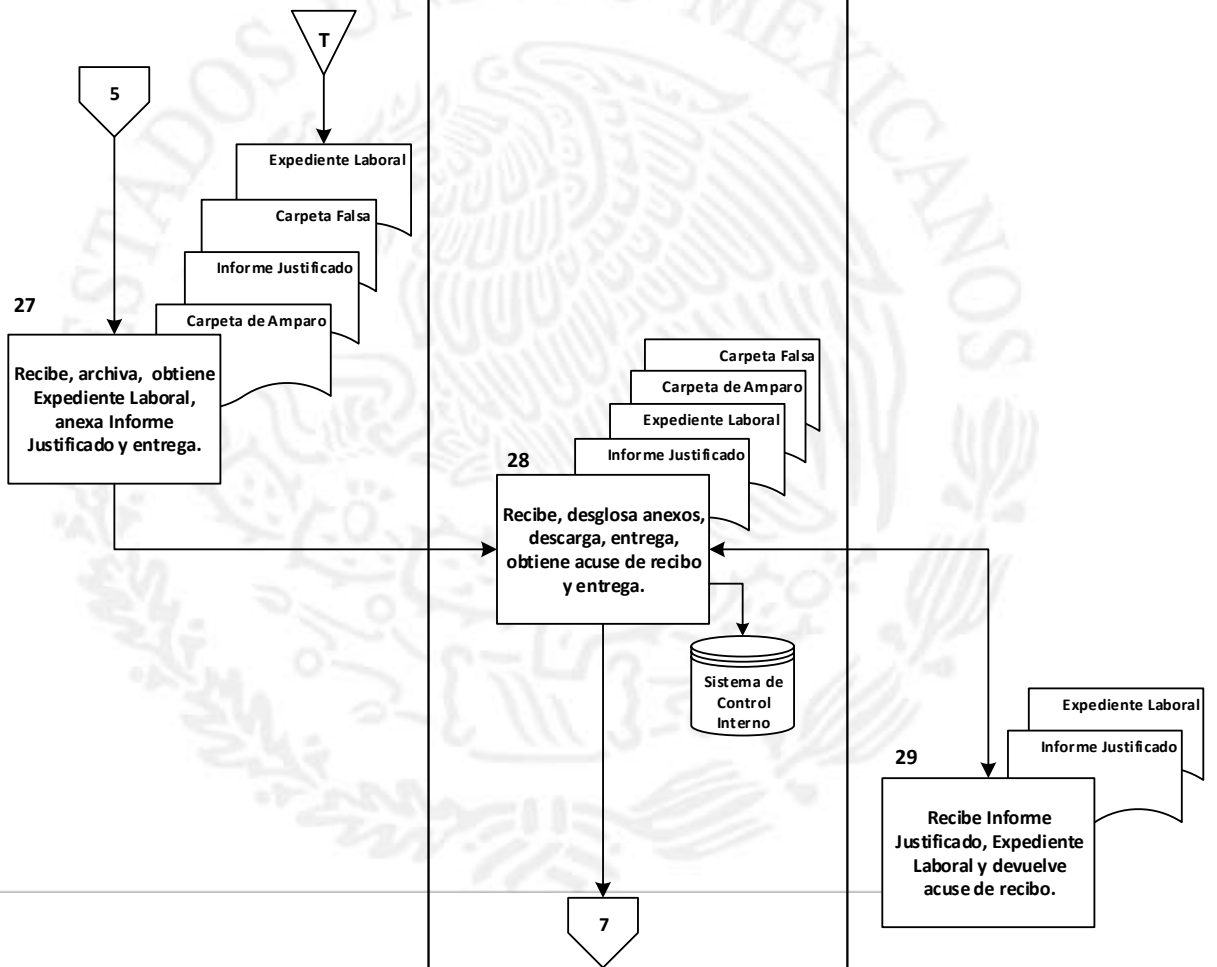 ESTADOS UNIDOS MEXICANOS
T
5
Expediente Laboral
Carpeta Falsa
Informe Justificado
Carpeta de Amparo
27
Recibe, archiva, obtiene
Expediente Laboral,
anexa Informe
Justificado y entrega.
Carpeta Falsa
Carpeta de Amparo
Expediente Laboral
Informe Justificado
28
Recibe, desglosa anexos,
descarga, entrega,
obtiene acuse de recibo
y entrega.
Sistema de
Control
Interno
Expediente Laboral
Informe Justificado
29
Recibe Informe
Justificado, Expediente
Laboral y devuelve
acuse de recibo.
7